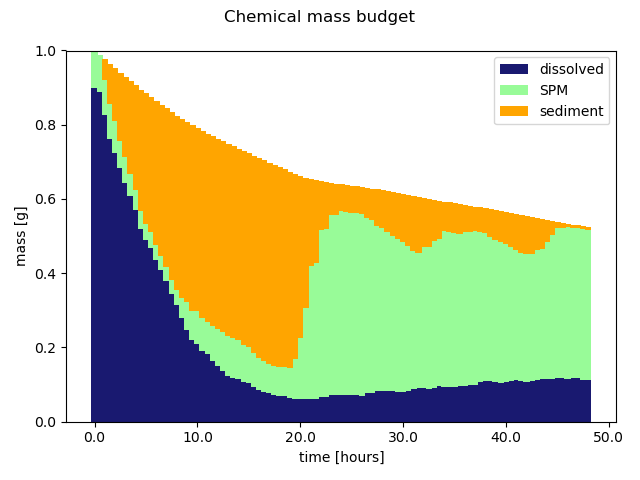 Chemical mass budget
1.0
0.8
0.6
0.4
0.2
0.0
mass [g]
dissolved
SPM
sediment
0.0 10.0 20.0 30.0 40.0 50.0
time [hours]